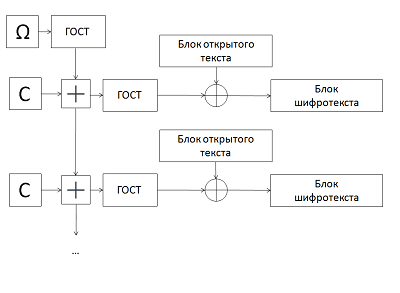 Ω
ГОСТ
Блок открытого
текста
С
+
ГОСТ
Блок
шифротекста
Блок открытого
текста
С
+
ГОСТ
Блок
шифротекста
...